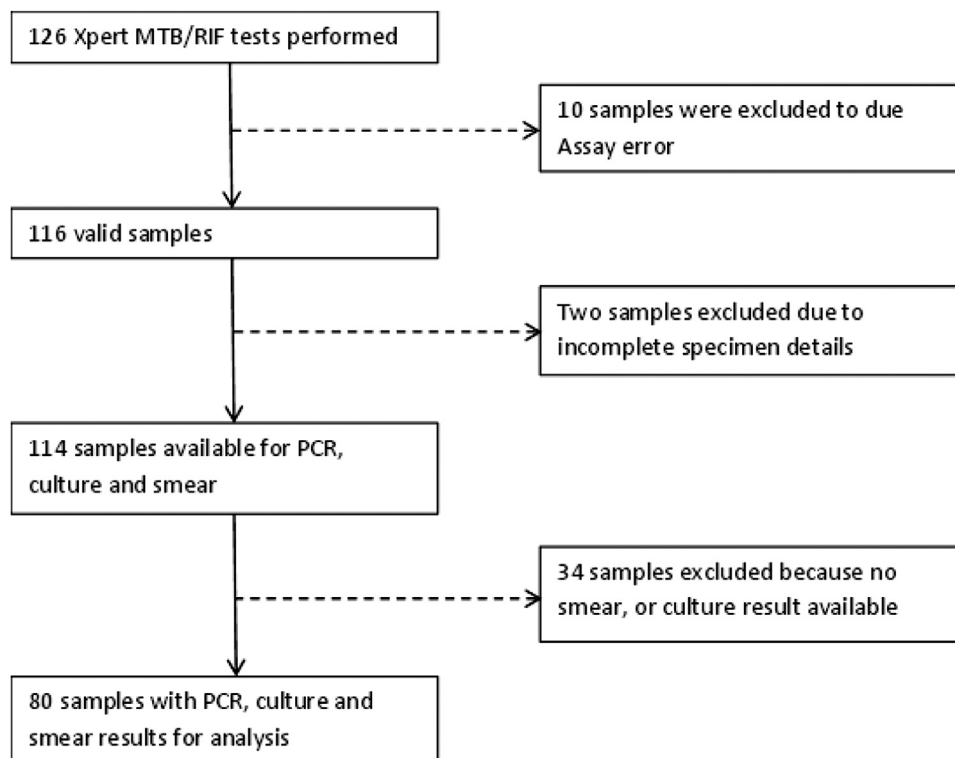 126 Xpert MTB/RIF tests performed
10 samples were excluded to due
Assay error
116 valid samples
Two samples excluded due to
incomplete specimen details
114 samples available for PCR,
culture and smear
34 samples excluded because no
smear, or culture result available
80 samples with PCR, culture and
smear results for analysis